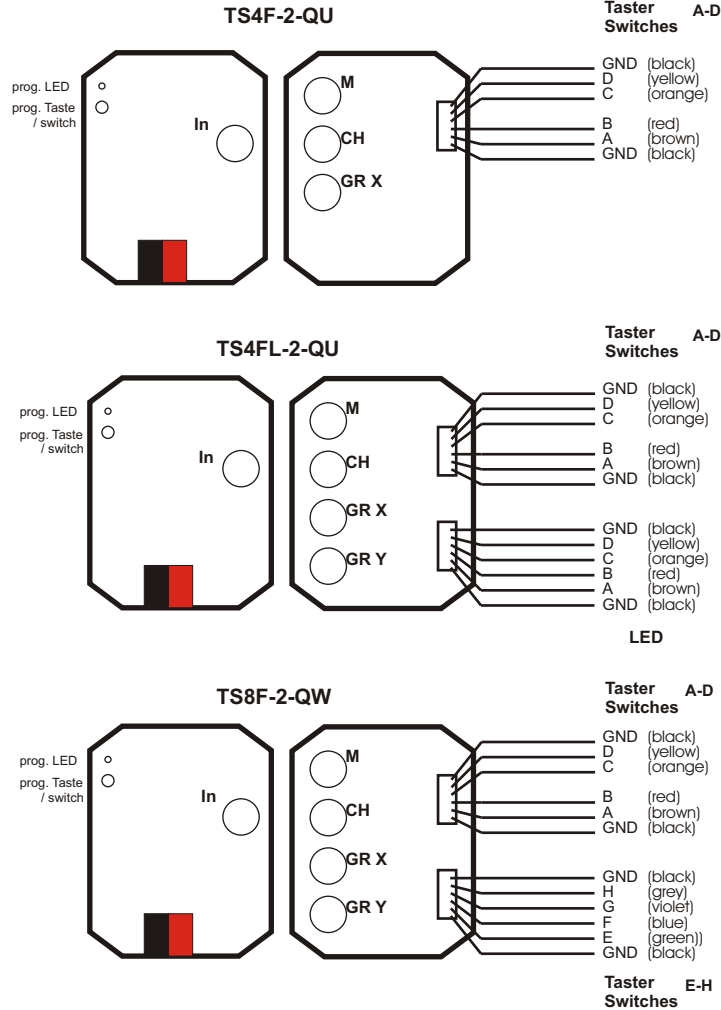 TS4F-2-QU
Taster A-D
Switches
prog. LED
prog. Taste
/ switch
In
M
CH
GR X
GND (black)
D (yellow)
C (orange)
B (red)
A (brown)
GND (black)
TS4FL-2-QU
Taster A-D
Switches
prog. LED
prog. Taste
/ switch
In
M
CH
GR X
GR Y
GND (black)
D (yellow)
C (orange)
B (red)
A (brown)
GND (black)
GND (black)
D (yellow)
C (orange)
B (red)
A (brown)
GND (black)
LED
TS8F-2-QW
Taster A-D
Switches
prog. LED
prog. Taste
/ switch
In
M
CH
GR X
GR Y
GND (black)
D (yellow)
C (orange)
B (red)
A (brown)
GND (black)
GND (black)
H (grey)
G (violet)
F (blue)
E (green))
GND (black)
Taster E-H
Switches